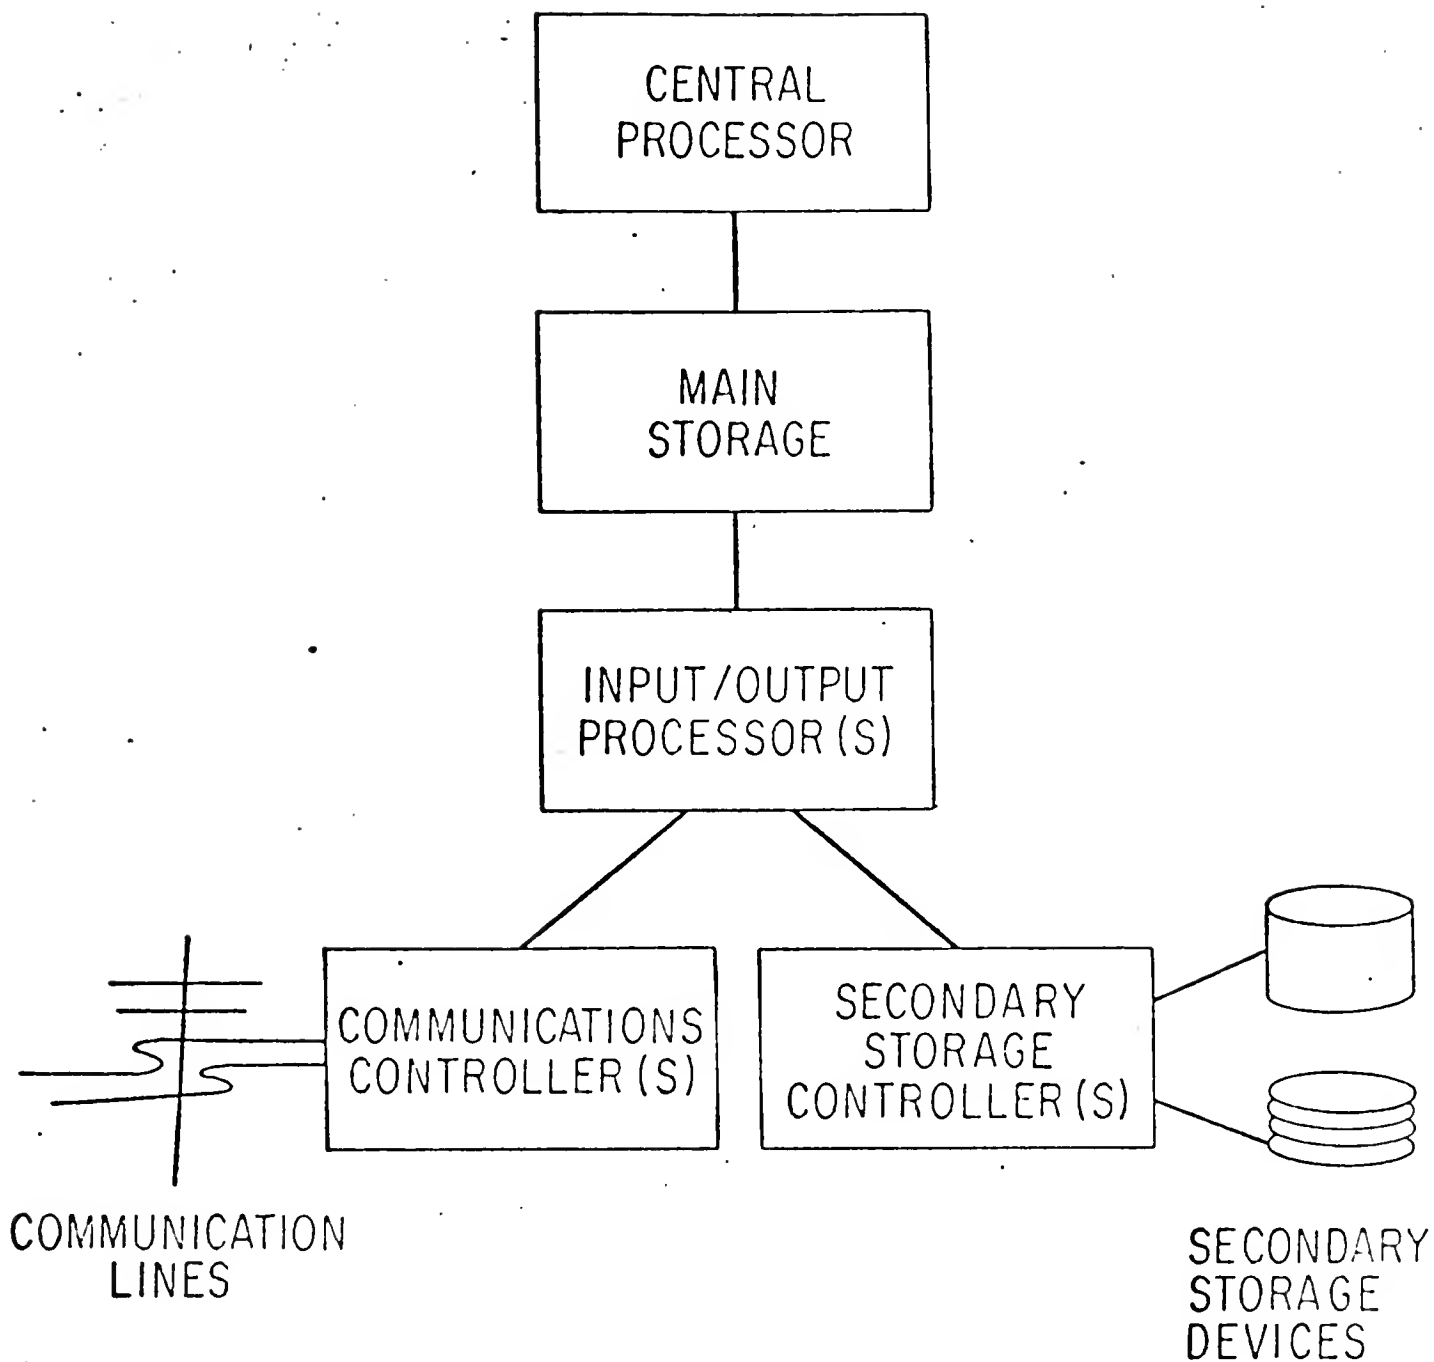 CENTRAL
PROCESSOR
MAIN
STORAGE
INPUT/OUTPUT
PROCESSOR(S)
COMMUNICATIONS
CONTROLLER(S)
SECONDARY
STORAGE
CONTROLLER(S)
COMMUNICATION
LINES
SECONDARY
STORAGE
DEVICES